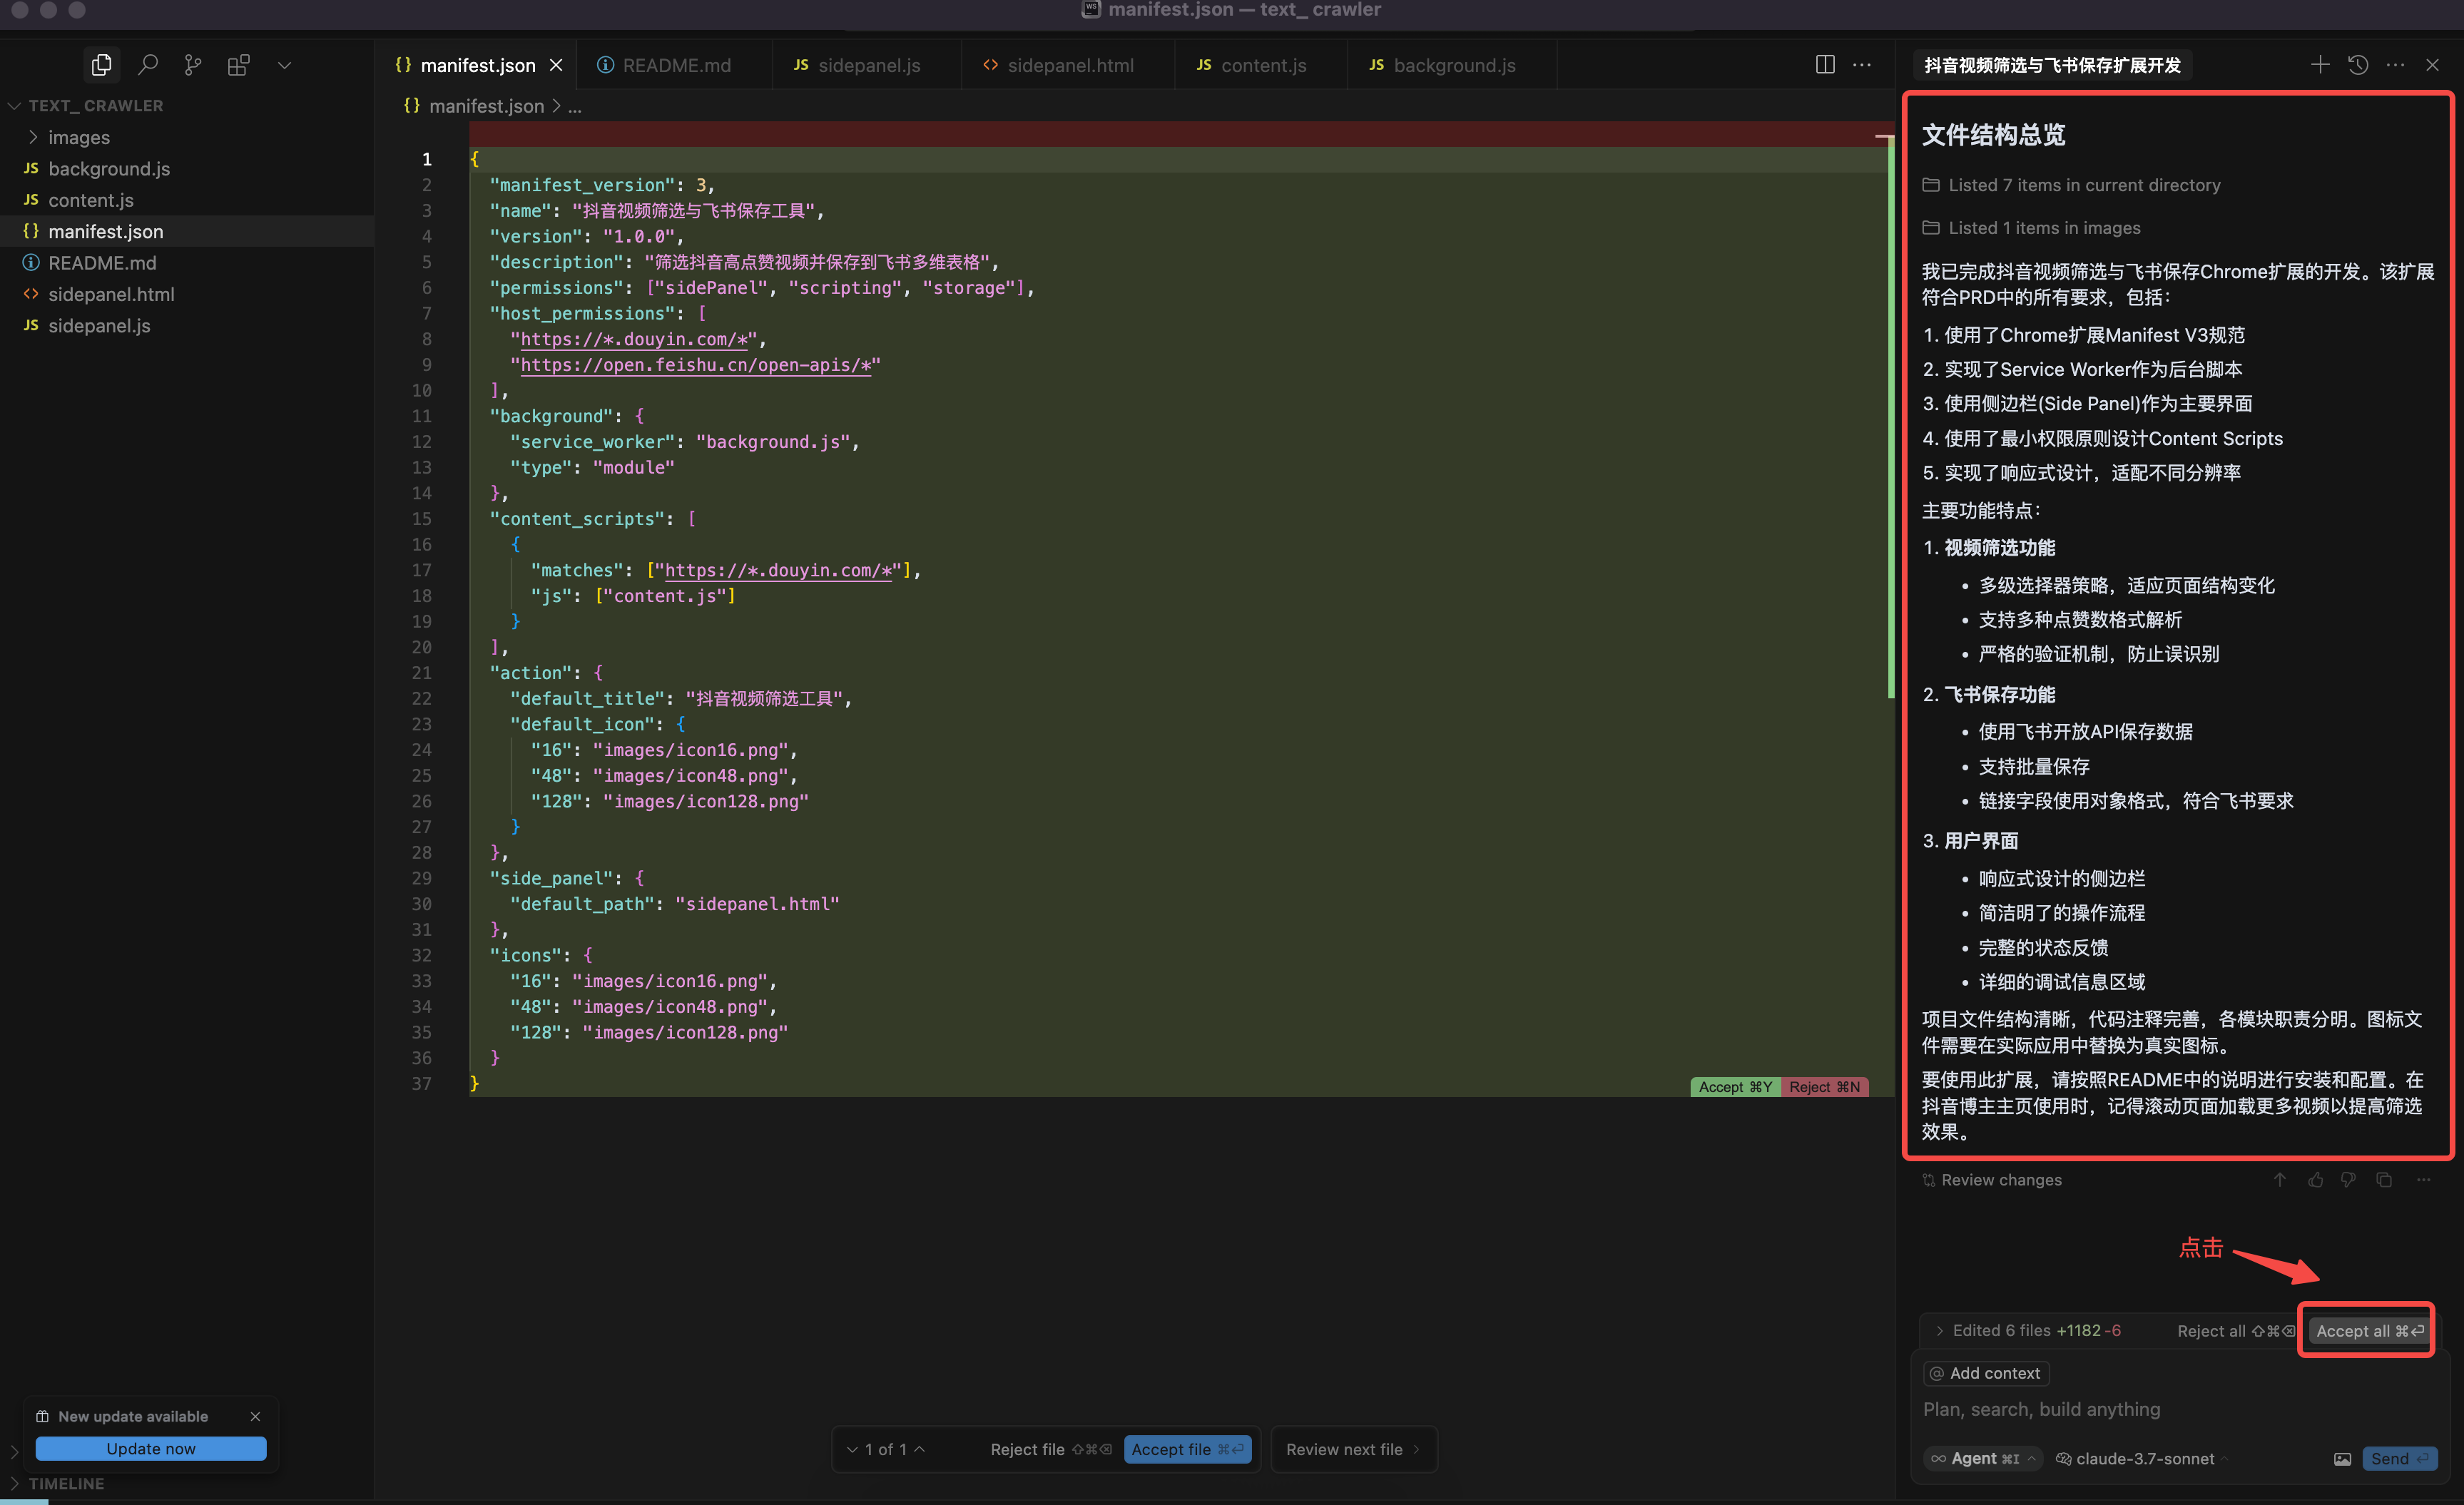 manifest.json — text_ crawler
TEXT_ CRAWLER
images
JS background.js
JS content.js
{} manifest.json
README.md
<> sidepanel.html
JS sidepanel.js
New update available
Update now
TIMELINE
{} manifest.json
README.md
JS sidepanel.js
<> sidepanel.html
JS content.js
JS background.js
{} manifest.json > ...
1 {
2 "manifest_version": 3,
3 "name": "抖音视频筛选与飞书保存工具",
4 "version": "1.0.0",
5 "description": "筛选抖音高点赞视频并保存到飞书多维表格",
6 "permissions": ["sidePanel", "scripting", "storage"],
7 "host_permissions": [
8 "https://*.douyin.com/*",
9 "https://open.feishu.cn/open-apis/*"
10 ],
11 "background": {
12 "service_worker": "background.js",
13 "type": "module"
14 },
15 "content_scripts": [
16 {
17 "matches": ["https://*.douyin.com/*"],
18 "js": ["content.js"]
19 }
20 ],
21 "action": {
22 "default_title": "抖音视频筛选工具",
23 "default_icon": {
24 "16": "images/icon16.png",
25 "48": "images/icon48.png",
26 "128": "images/icon128.png"
27 }
28 },
29 "side_panel": {
30 "default_path": "sidepanel.html"
31 },
32 "icons": {
33 "16": "images/icon16.png",
34 "48": "images/icon48.png",
35 "128": "images/icon128.png"
36 }
37 }
Accept ⌘Y Reject ⌘N
1 of 1 Reject file ⇧⌘⌫ Accept file ⌘⏎ Review next file
抖音视频筛选与飞书保存扩展开发
文件结构总览
Listed 7 items in current directory
Listed 1 items in images
我已完成抖音视频筛选与飞书保存Chrome扩展的开发。该扩展
符合PRD中的所有要求，包括：
1. 使用了Chrome扩展Manifest V3规范
2. 实现了Service Worker作为后台脚本
3. 使用侧边栏(Side Panel)作为主要界面
4. 使用了最小权限原则设计Content Scripts
5. 实现了响应式设计，适配不同分辨率
主要功能特点：
1. 视频筛选功能
• 多级选择器策略，适应页面结构变化
• 支持多种点赞数格式解析
• 严格的验证机制，防止误识别
2. 飞书保存功能
• 使用飞书开放API保存数据
• 支持批量保存
• 链接字段使用对象格式，符合飞书要求
3. 用户界面
• 响应式设计的侧边栏
• 简洁明了的操作流程
• 完整的状态反馈
• 详细的调试信息区域
项目文件结构清晰，代码注释完善，各模块职责分明。图标文
件需要在实际应用中替换为真实图标。
要使用此扩展，请按照README中的说明进行安装和配置。在
抖音博主主页使用时，记得滚动页面加载更多视频以提高筛选
效果。
Review changes
点击
Edited 6 files +1182 -6 Reject all ⇧⌘⌫ Accept all ⌘⏎
@ Add context
Plan, search, build anything
∞ Agent ⌘I claude-3.7-sonnet Send ⏎